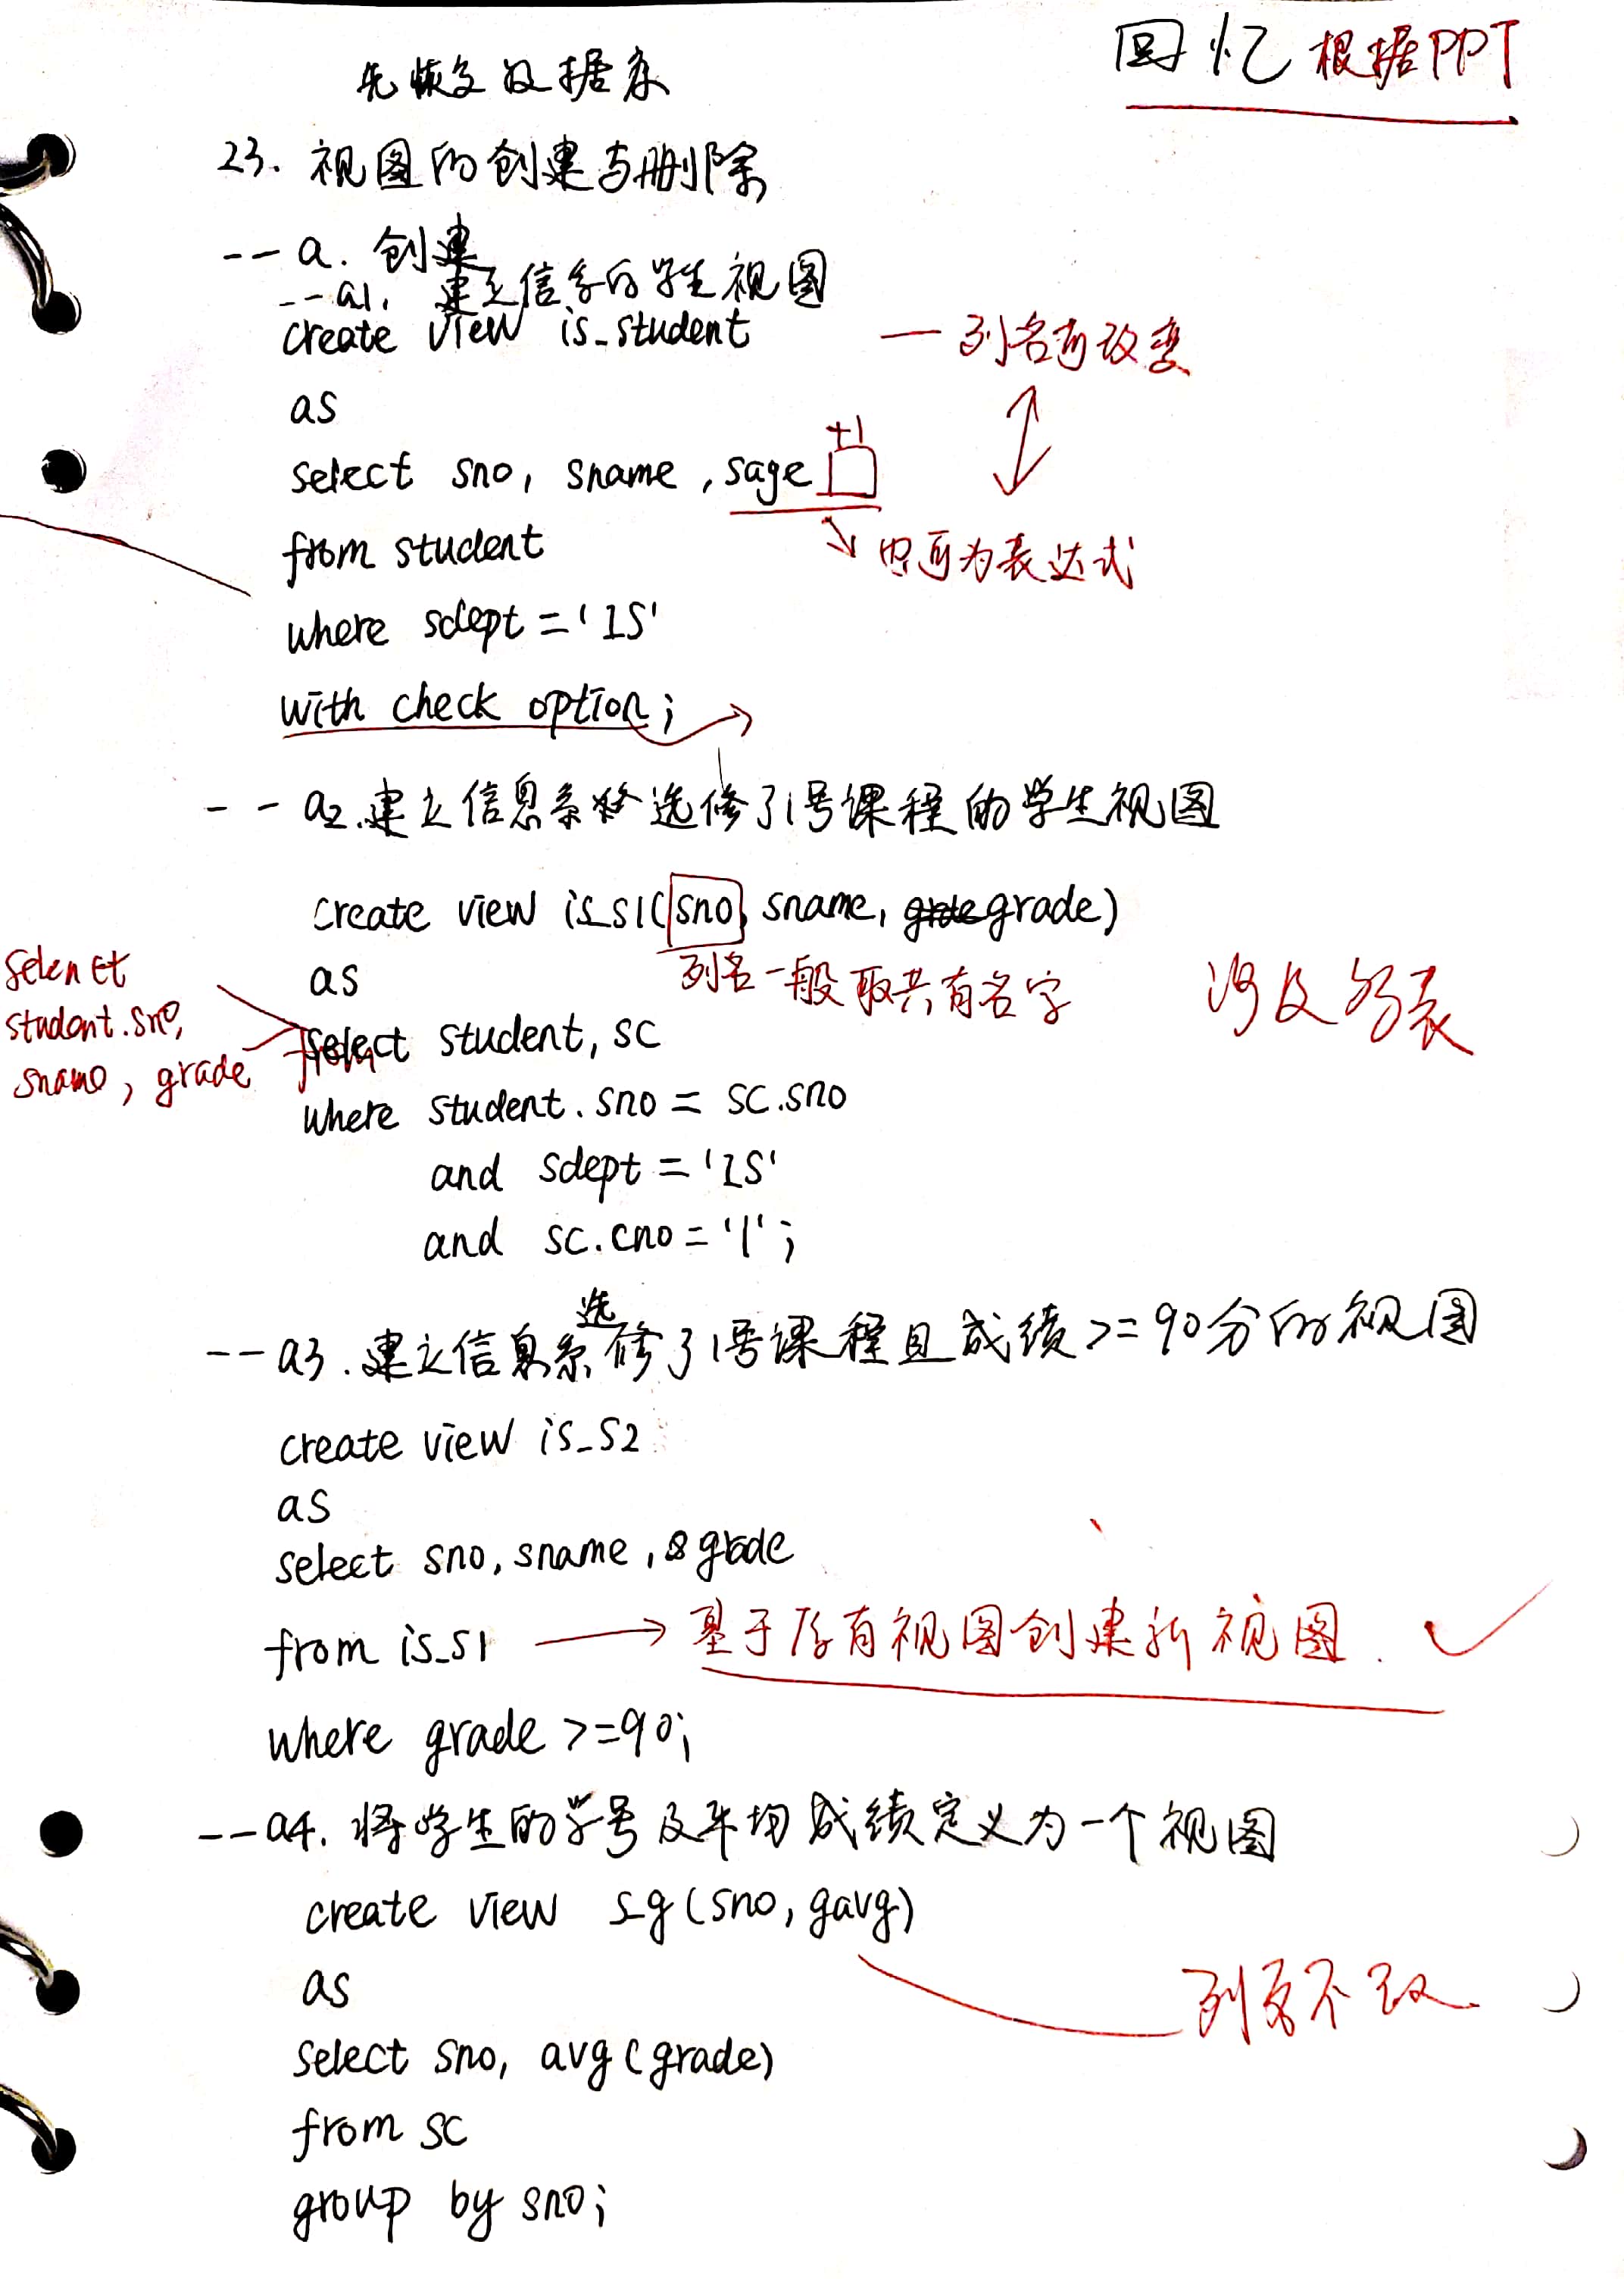 回忆 根据PPT
先恢复数据库
23. 视图的创建与删除
-- a. 创建
-- a1. 建立信系的学生视图
create view is_student
— 列名可改变
as
select sno, sname, sage +1
from student
也可为表达式
where sdept = 'IS'
with check option;
-- a2. 建立信息系选修了1号课程的学生视图
create view is_s1(sno, sname, grade)
as
列名一般取共有名字
涉及多表
select
student.sno,
sname, grade
from student, sc
where student.sno = sc.sno
and sdept = 'IS'
and sc.cno = '1';
-- a3. 建立信息系选修了1号课程且成绩>=90分的视图
create view is_s2
as
select sno, sname, grade
from is_s1 → 基于原有视图创建新视图.
where grade >=90;
-- a4. 将学生的学号及平均成绩定义为一个视图
create view s_g(sno, gavg)
as
select sno, avg(grade)
from sc
group by sno;